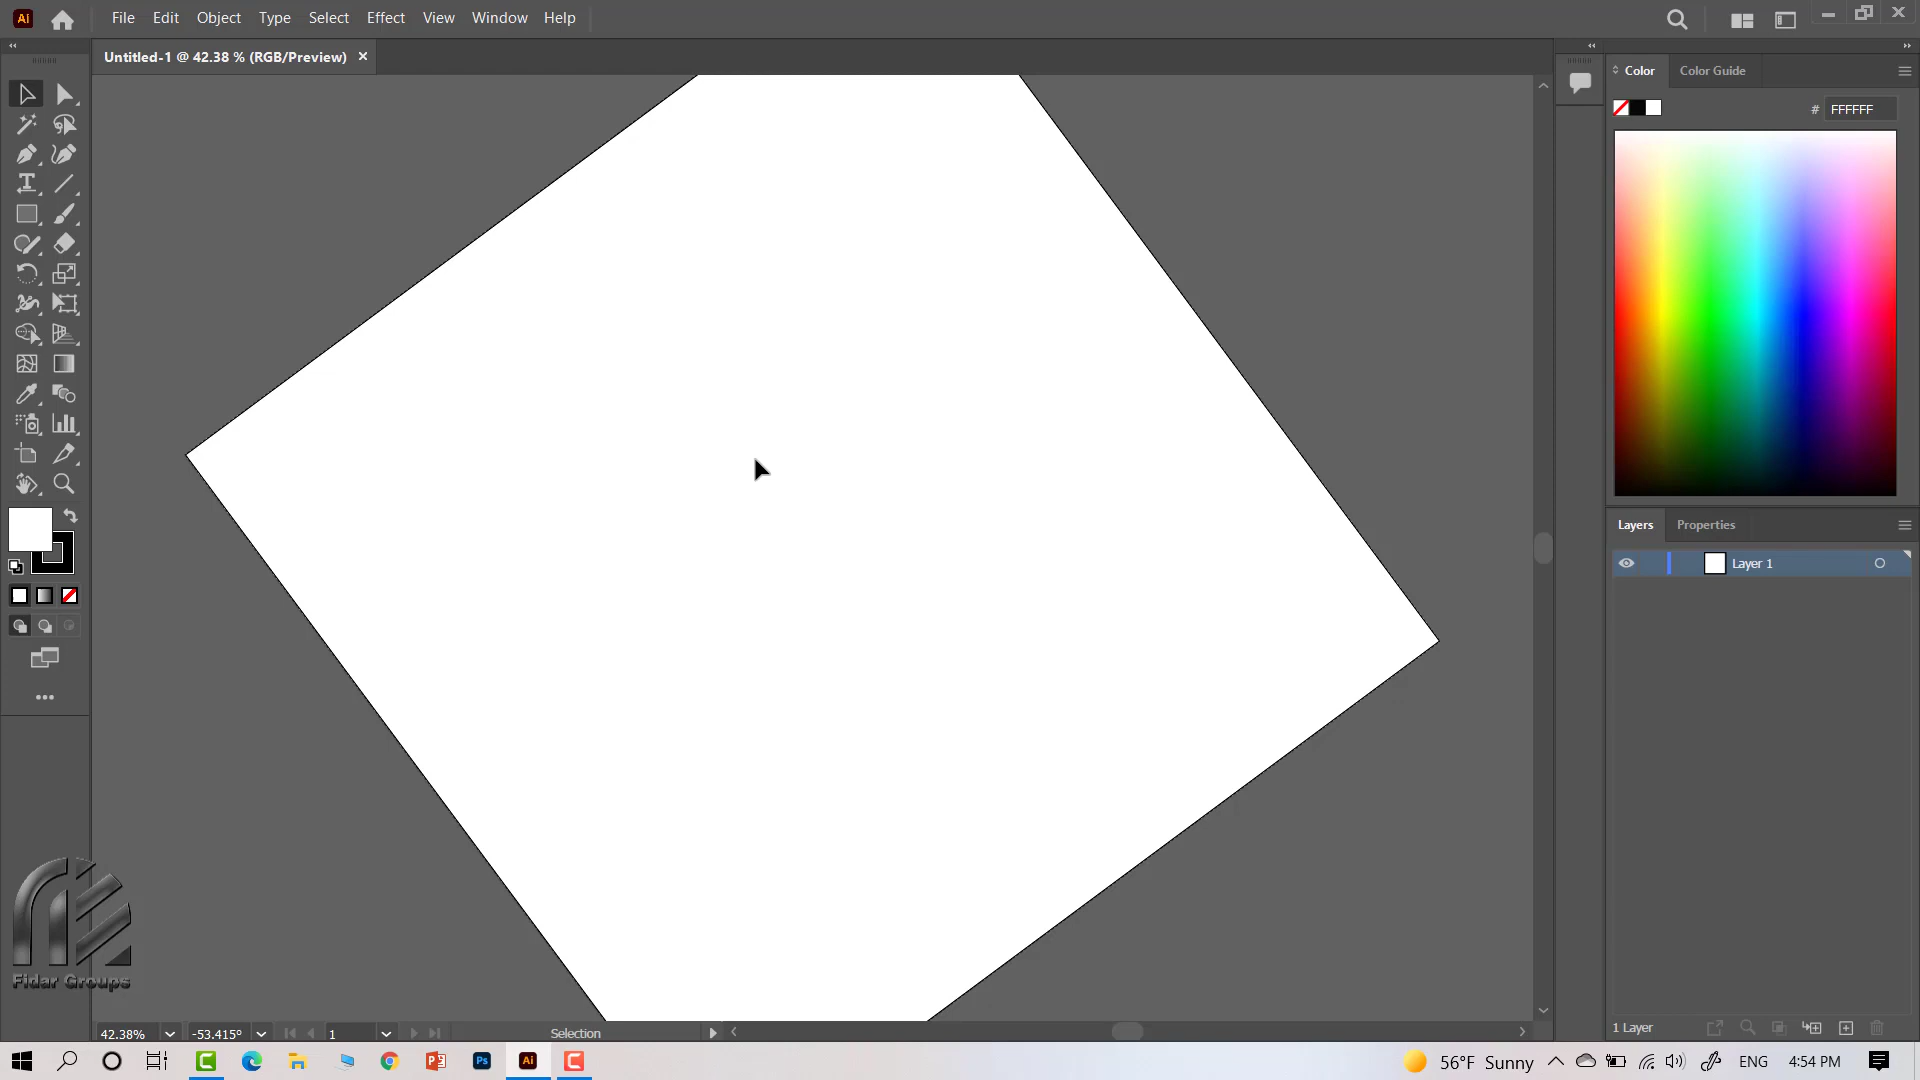 File Edit Object Type Select Effect View Window Help
Untitled-1 @ 42.38 % (RGB/Preview) ×
Color Color Guide
# FFFFFF
Layers Properties
Layer 1
Fidar Groups
42.38% -53.415° 1 Selection
1 Layer
56°F Sunny ENG 4:54 PM